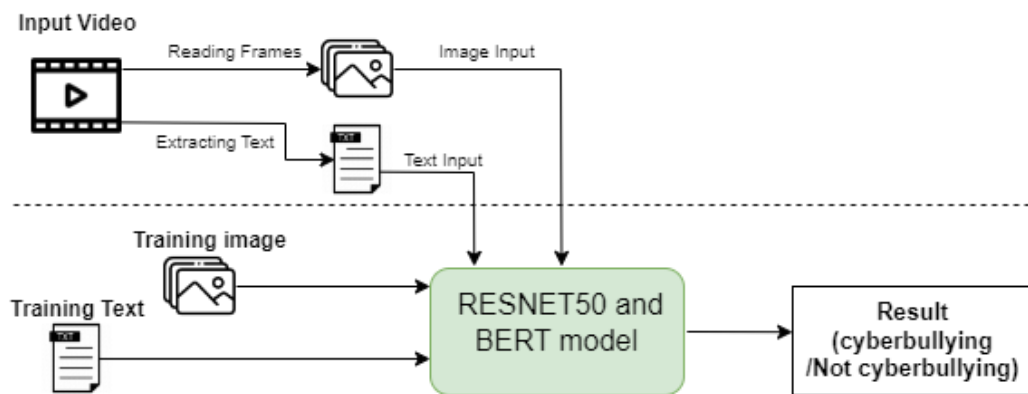 Input Video
Reading Frames
Image Input
Extracting Text
TXT
Text Input
Training image
Training Text
TXT
RESNET50 and
BERT model
Result
(cyberbullying
/Not cyberbullying)